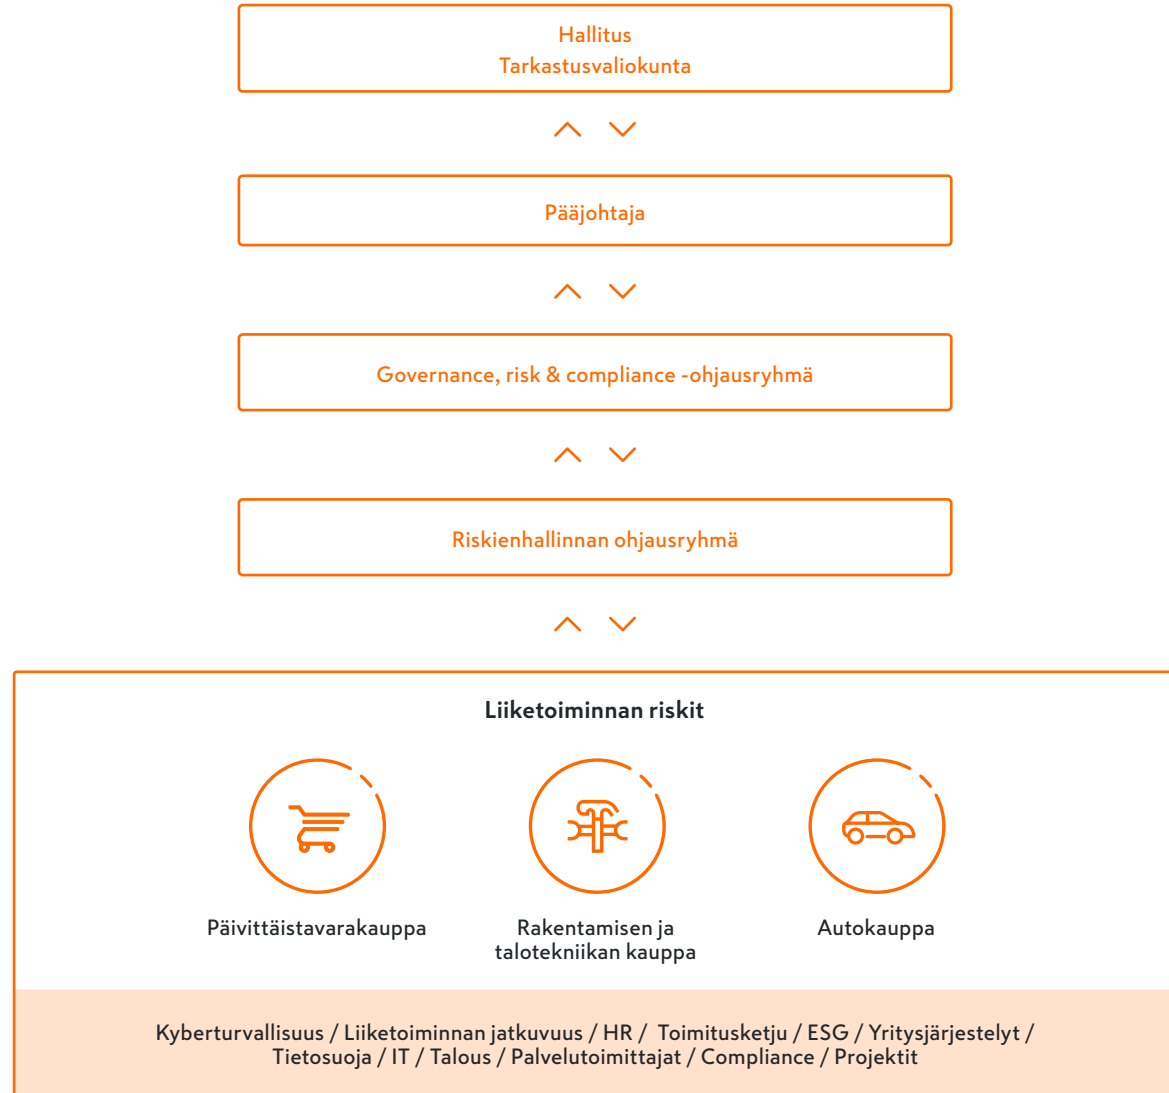 Hallitus
Tarkastusvaliokunta
Pääjohtaja
Governance, risk & compliance -ohjausryhmä
Riskienhallinnan ohjausryhmä
Liiketoiminnan riskit
Päivittäistavarakauppa
Rakentamisen ja
talotekniikan kauppa
Autokauppa
Kyberturvallisuus / Liiketoiminnan jatkuvuus / HR / Toimitusketju / ESG / Yritysjärjestelyt /
Tietosuoja / IT / Talous / Palvelutoimittajat / Compliance / Projektit